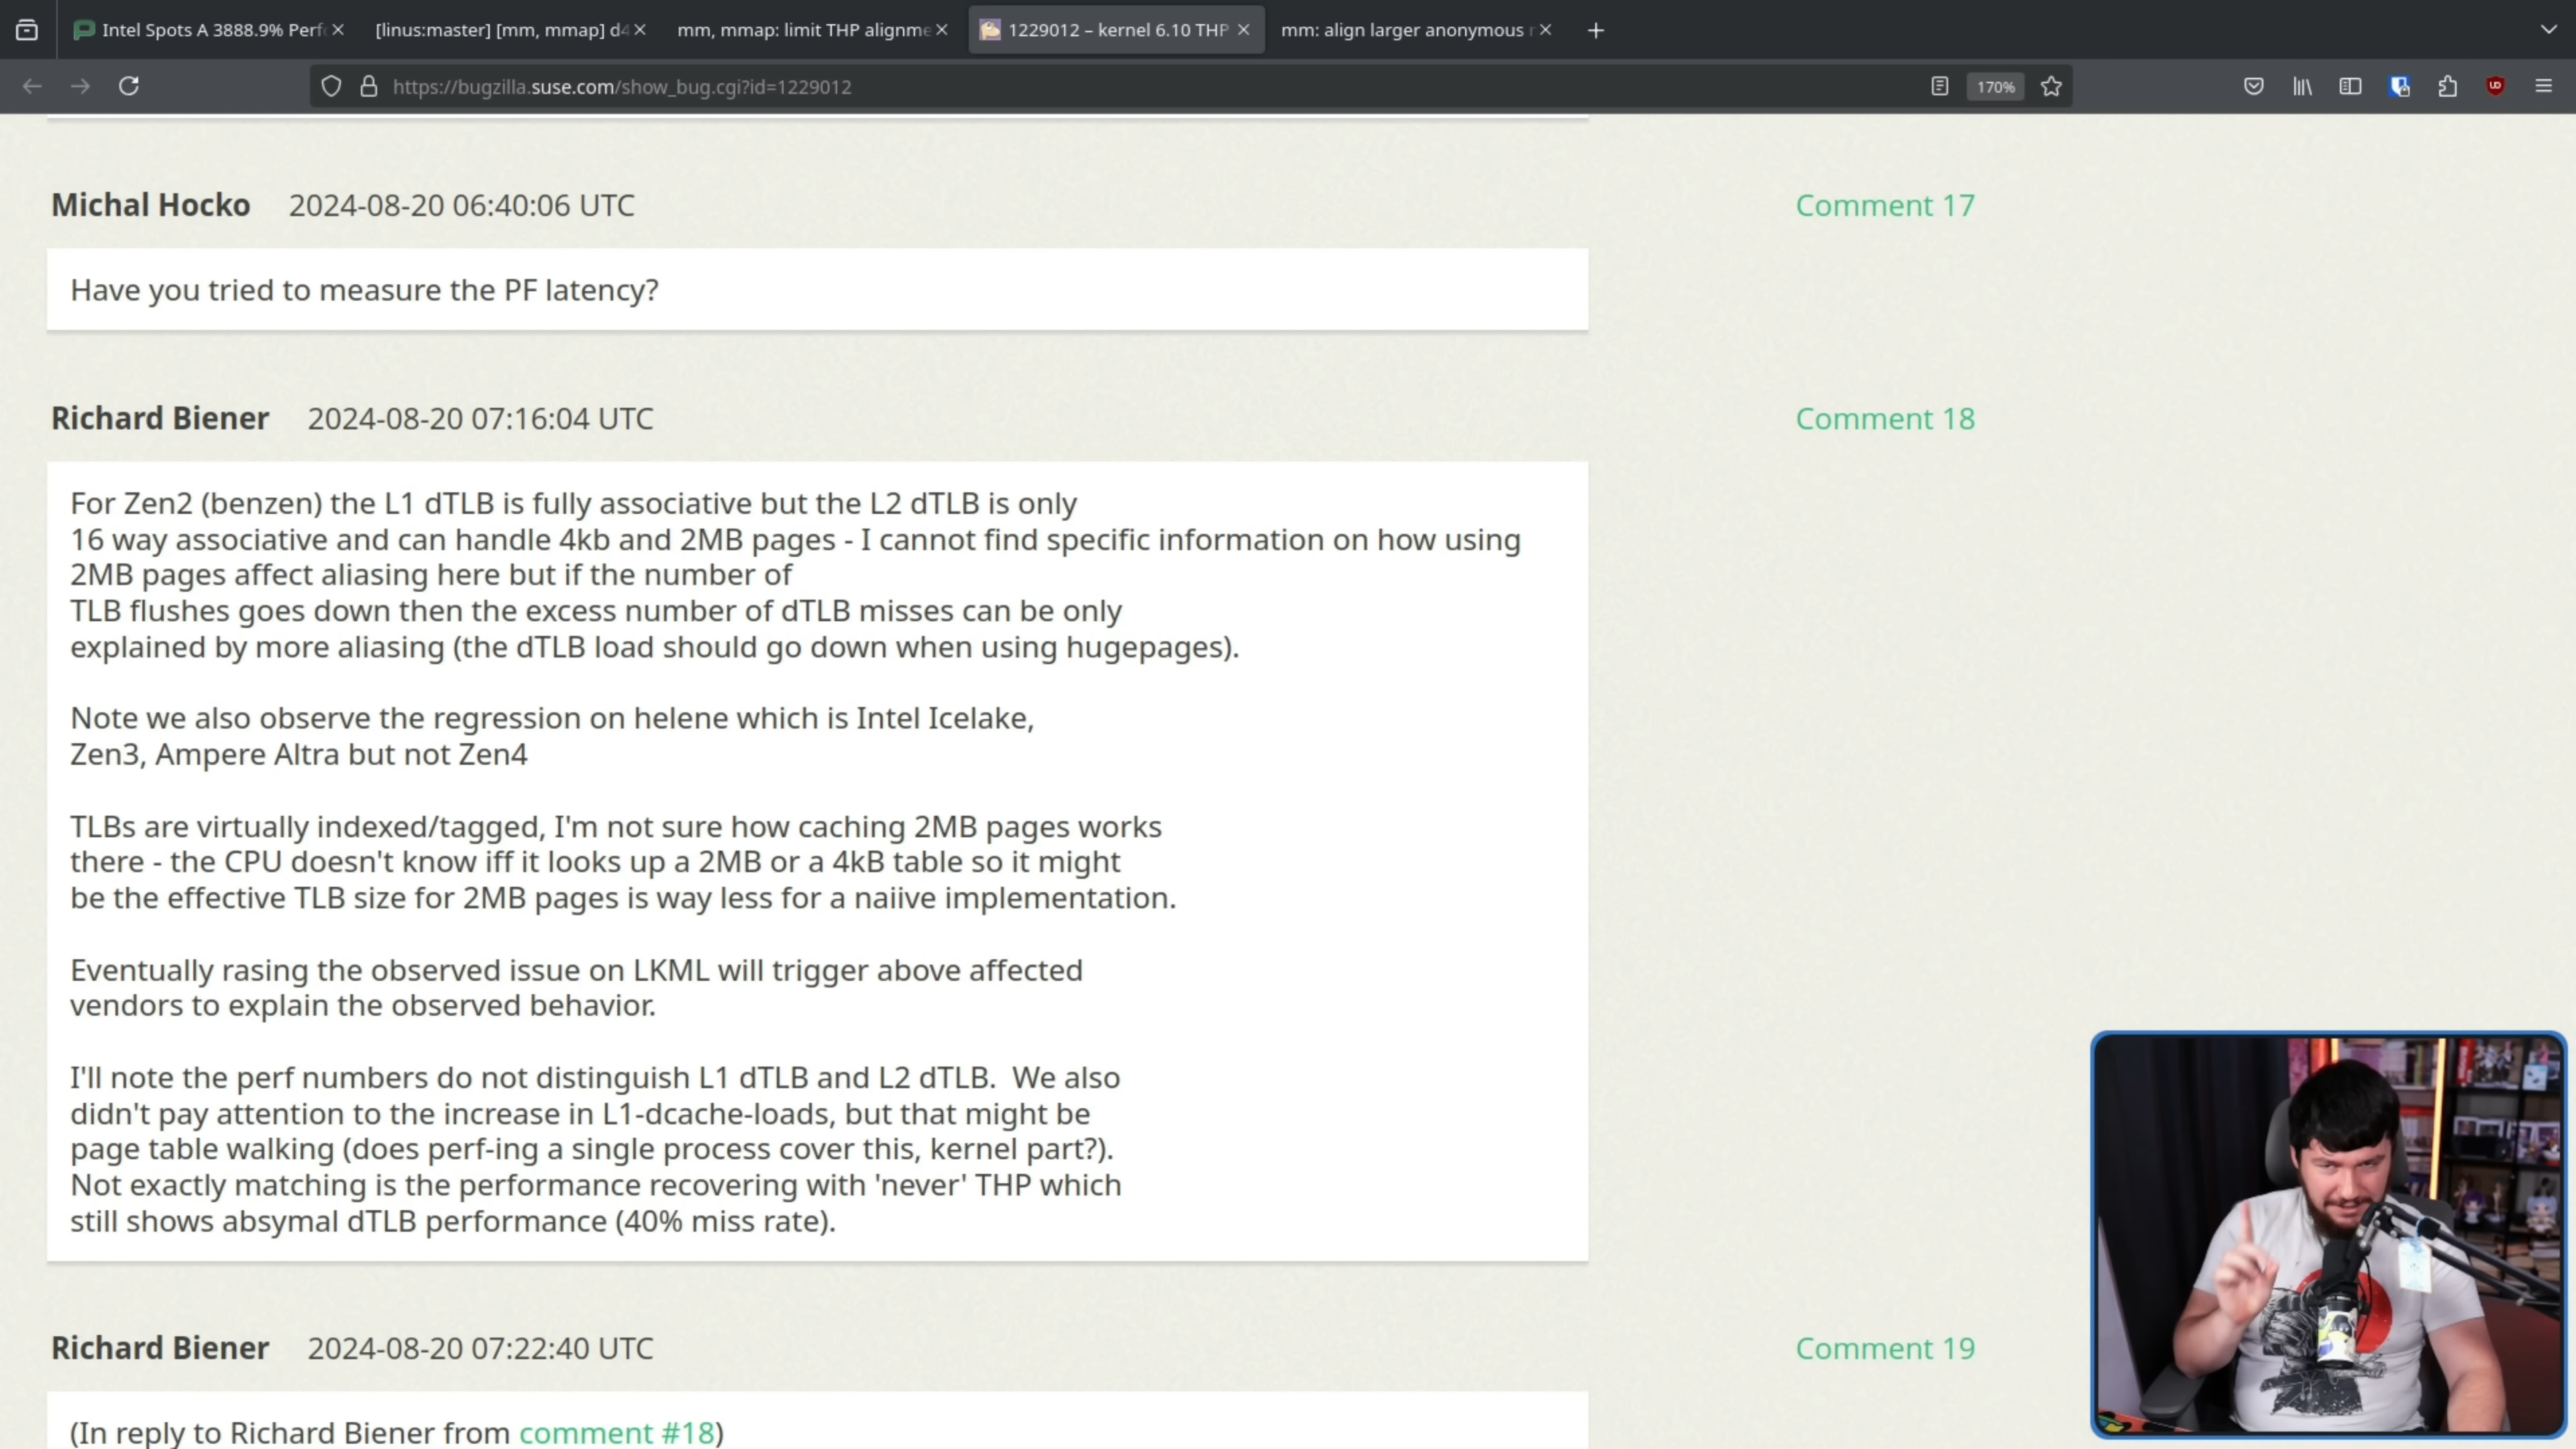 Intel Spots A 3888.9% Perf
[linus:master] [mm, mmap] d4
mm, mmap: limit THP alignme
1229012 – kernel 6.10 THP
mm: align larger anonymous r
https://bugzilla.suse.com/show_bug.cgi?id=1229012
170%
Michal Hocko 2024-08-20 06:40:06 UTC
Comment 17
Have you tried to measure the PF latency?
Richard Biener 2024-08-20 07:16:04 UTC
Comment 18
For Zen2 (benzen) the L1 dTLB is fully associative but the L2 dTLB is only
16 way associative and can handle 4kb and 2MB pages - I cannot find specific information on how using
2MB pages affect aliasing here but if the number of
TLB flushes goes down then the excess number of dTLB misses can be only
explained by more aliasing (the dTLB load should go down when using hugepages).
Note we also observe the regression on helene which is Intel Icelake,
Zen3, Ampere Altra but not Zen4
TLBs are virtually indexed/tagged, I'm not sure how caching 2MB pages works
there - the CPU doesn't know iff it looks up a 2MB or a 4kB table so it might
be the effective TLB size for 2MB pages is way less for a naiive implementation.
Eventually rasing the observed issue on LKML will trigger above affected
vendors to explain the observed behavior.
I'll note the perf numbers do not distinguish L1 dTLB and L2 dTLB.  We also
didn't pay attention to the increase in L1-dcache-loads, but that might be
page table walking (does perf-ing a single process cover this, kernel part?).
Not exactly matching is the performance recovering with 'never' THP which
still shows absymal dTLB performance (40% miss rate).
Richard Biener 2024-08-20 07:22:40 UTC
Comment 19
(In reply to Richard Biener from comment #18)